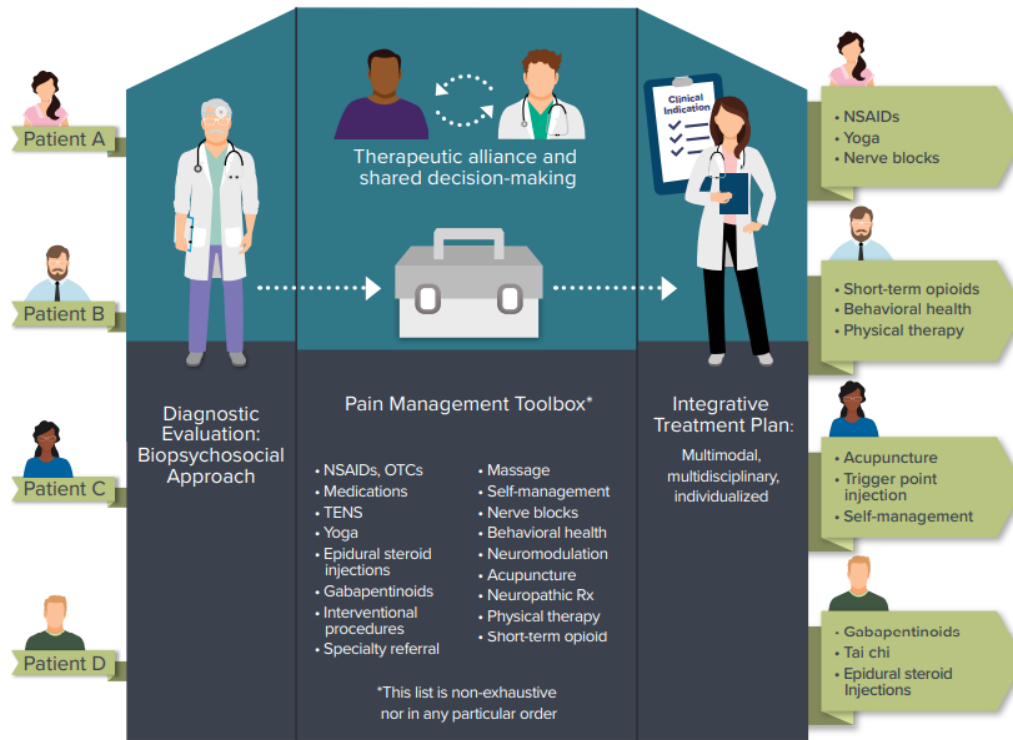 Patient A
Patient B
Patient C
Patient D
Diagnostic
Evaluation:
Biopsychosocial
Approach
Therapeutic alliance and
shared decision-making
Pain Management Toolbox*
• NSAIDs, OTCs
• Medications
• TENS
• Yoga
• Epidural steroid
injections
• Gabapentinoids
• Interventional
procedures
• Specialty referral
• Massage
• Self-management
• Nerve blocks
• Behavioral health
• Neuromodulation
• Acupuncture
• Neuropathic Rx
• Physical therapy
• Short-term opioid
*This list is non-exhaustive
nor in any particular order
Clinical
Indication
Integrative
Treatment Plan:
Multimodal,
multidisciplinary,
individualized
• NSAIDs
• Yoga
• Nerve blocks
• Short-term opioids
• Behavioral health
• Physical therapy
• Acupuncture
• Trigger point
injection
• Self-management
• Gabapentinoids
• Tai chi
• Epidural steroid
Injections